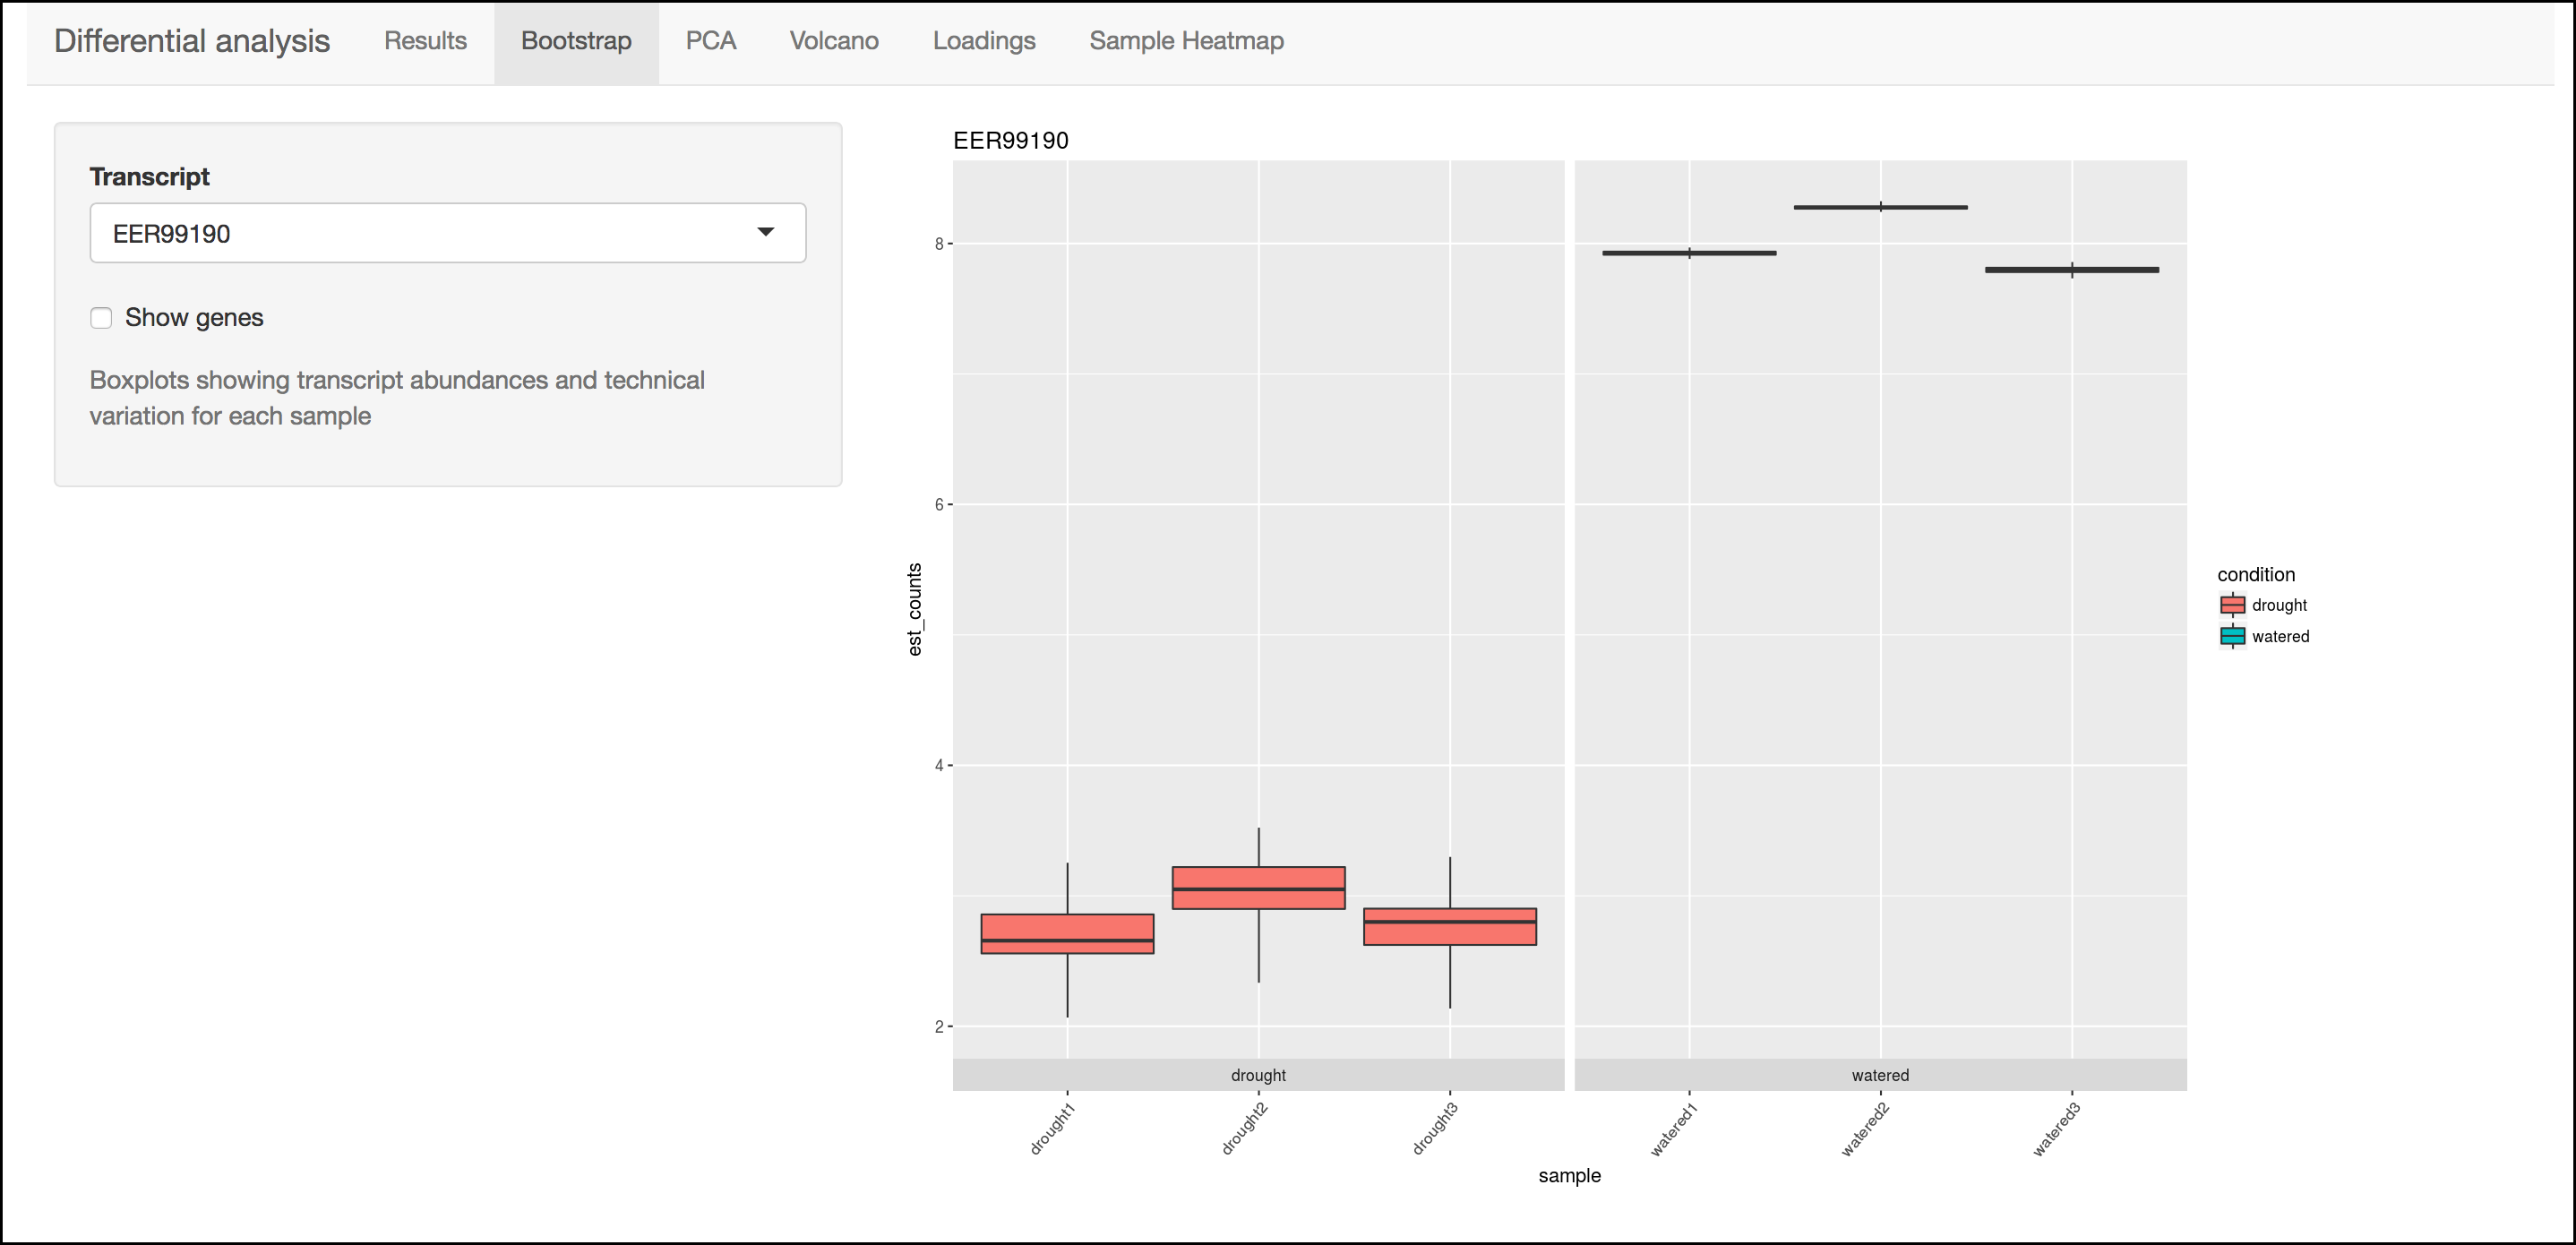 Differential analysis Results Bootstrap PCA Volcano Loadings Sample Heatmap
Transcript
EER99190
Show genes
Boxplots showing transcript abundances and technical
variation for each sample
EER99190
8
6
4
2
est_counts
drought watered
drought1 drought2 drought3 watered1 watered2 watered3
sample
condition
drought
watered